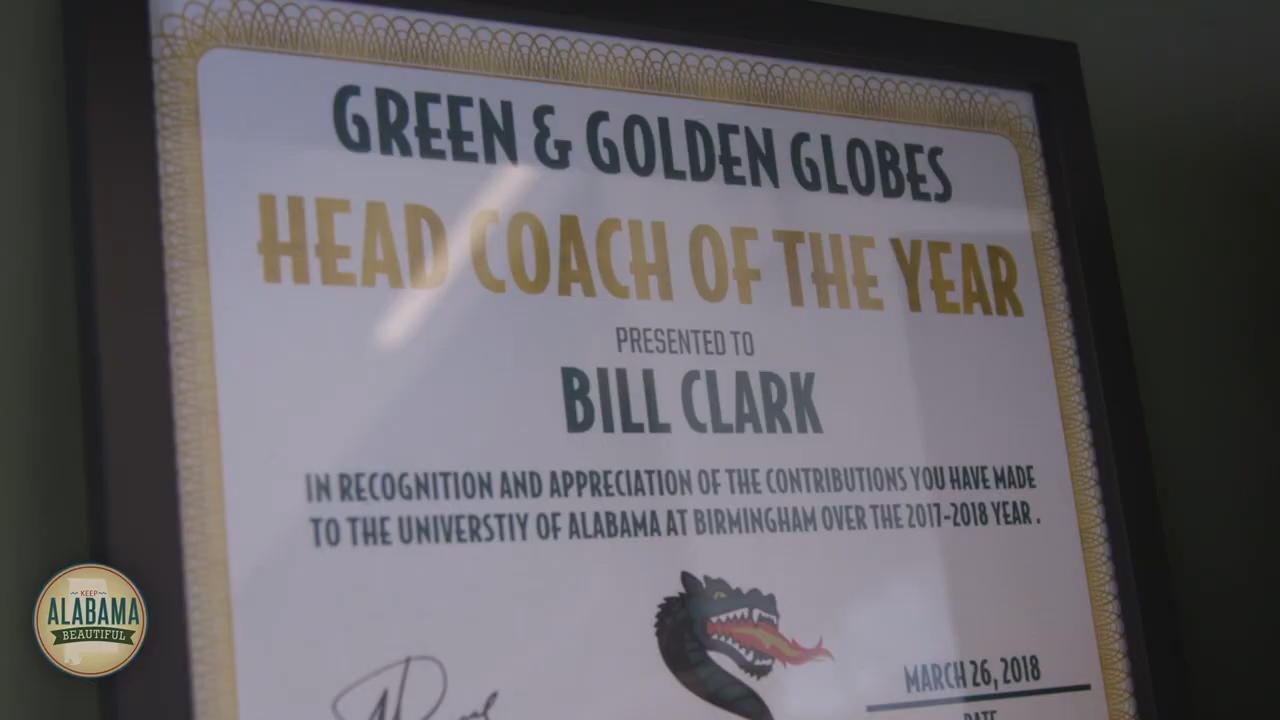 GREEN & GOLDEN GLOBES
HEAD COACH OF THE YEAR
PRESENTED TO
BILL CLARK
IN RECOGNITION AND APPRECIATION OF THE CONTRIBUTIONS YOU HAVE MADE
TO THE UNIVERSTIY OF ALABAMA AT BIRMINGHAM OVER THE 2017-2018 YEAR.
MARCH 26, 2018
DATE
KEEP
ALABAMA
BEAUTIFUL